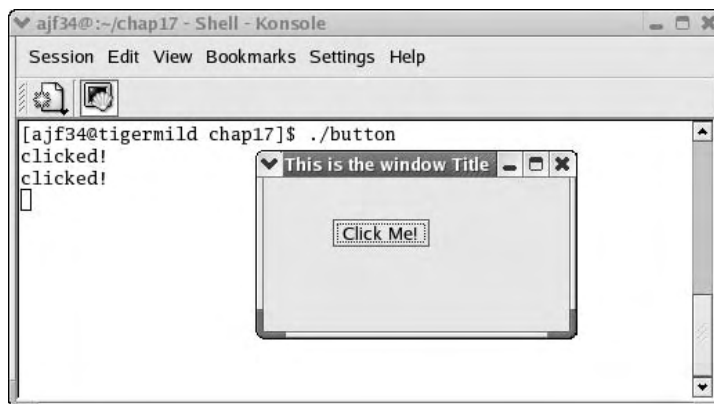 ajf34@:~/chap17 - Shell - Konsole
Session Edit View Bookmarks Settings Help
[ajf34@tigermild chap17]$ ./button
clicked!
clicked!
This is the window Title
Click Me!